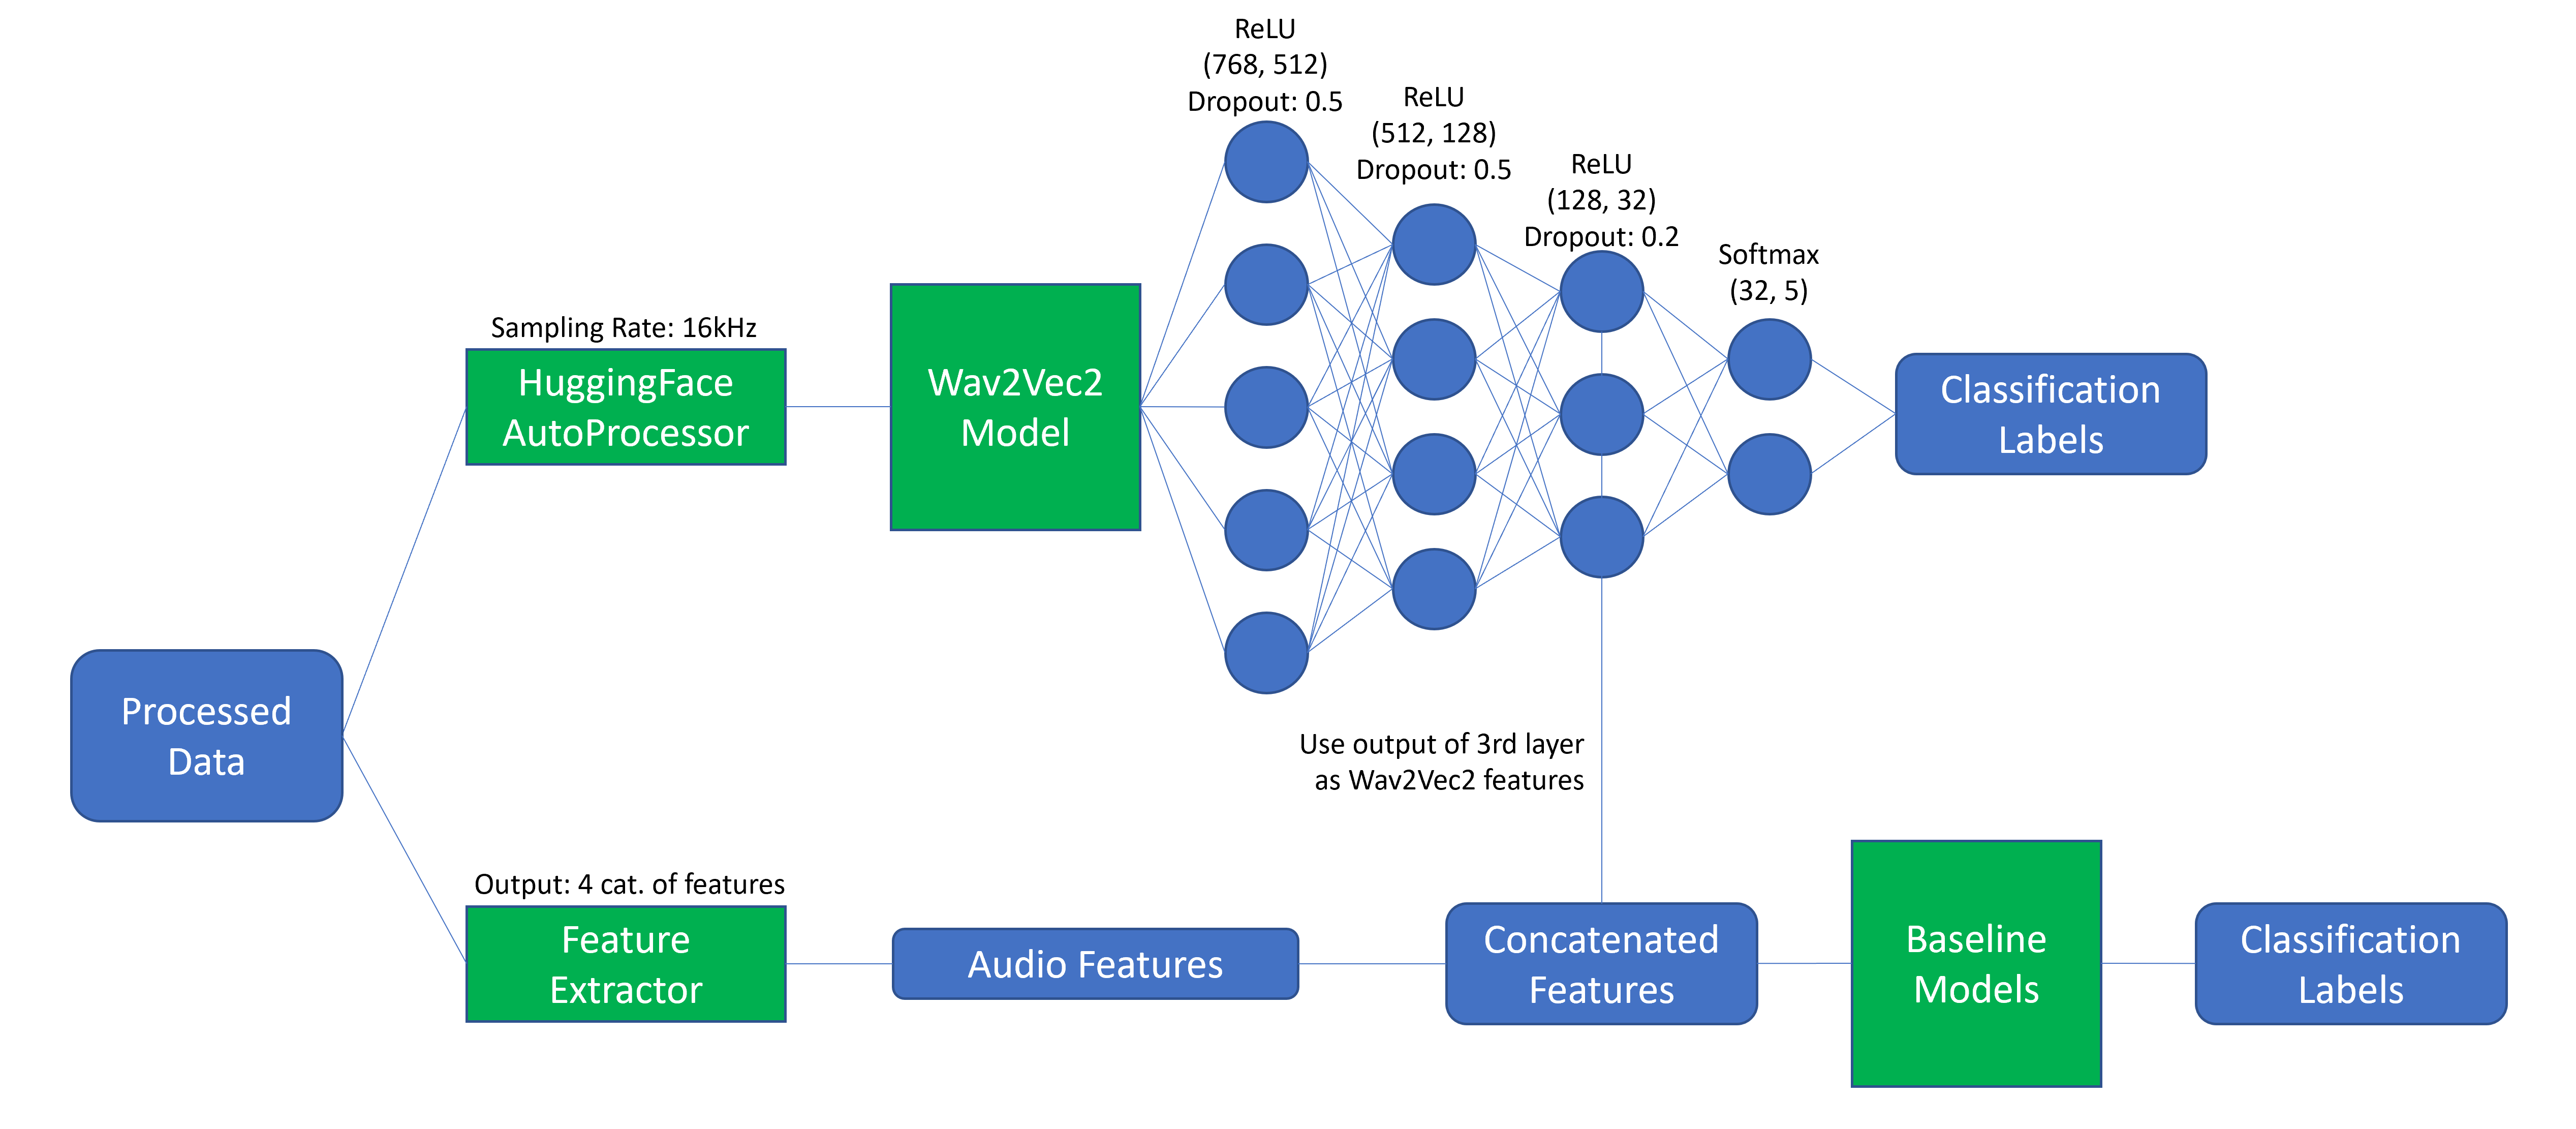 ReLU
(768, 512)
Dropout: 0.5
ReLU
(512, 128)
Dropout: 0.5
ReLU
(128, 32)
Dropout: 0.2
Softmax
(32, 5)
Sampling Rate: 16kHz
HuggingFace
AutoProcessor
Wav2Vec2
Model
Classification
Labels
Processed
Data
Use output of 3rd layer
as Wav2Vec2 features
Output: 4 cat. of features
Feature
Extractor
Audio Features
Concatenated
Features
Baseline
Models
Classification
Labels